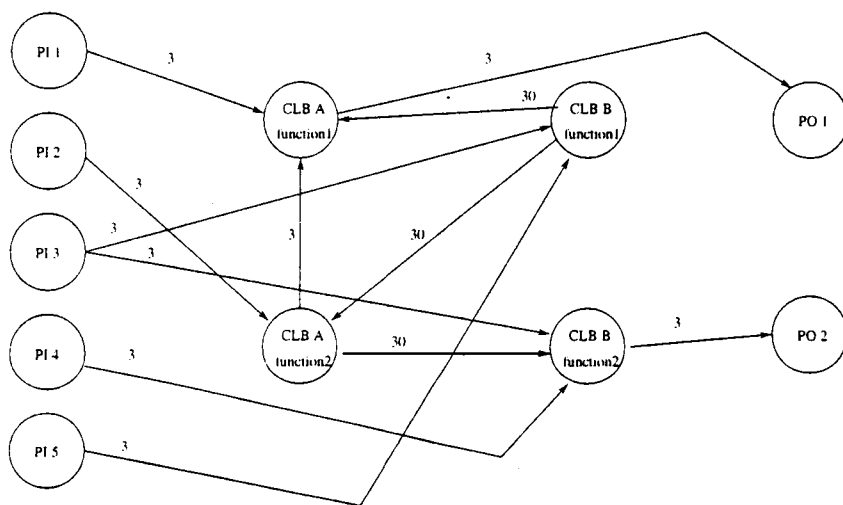 PI 1
3
3
CLB A
function1
30
CLB B
function1
PO 1
PI 2
3
3
PI 3
3
3
30
CLB A
function2
30
CLB B
function2
3
PO 2
PI 4
3
PI 5
3